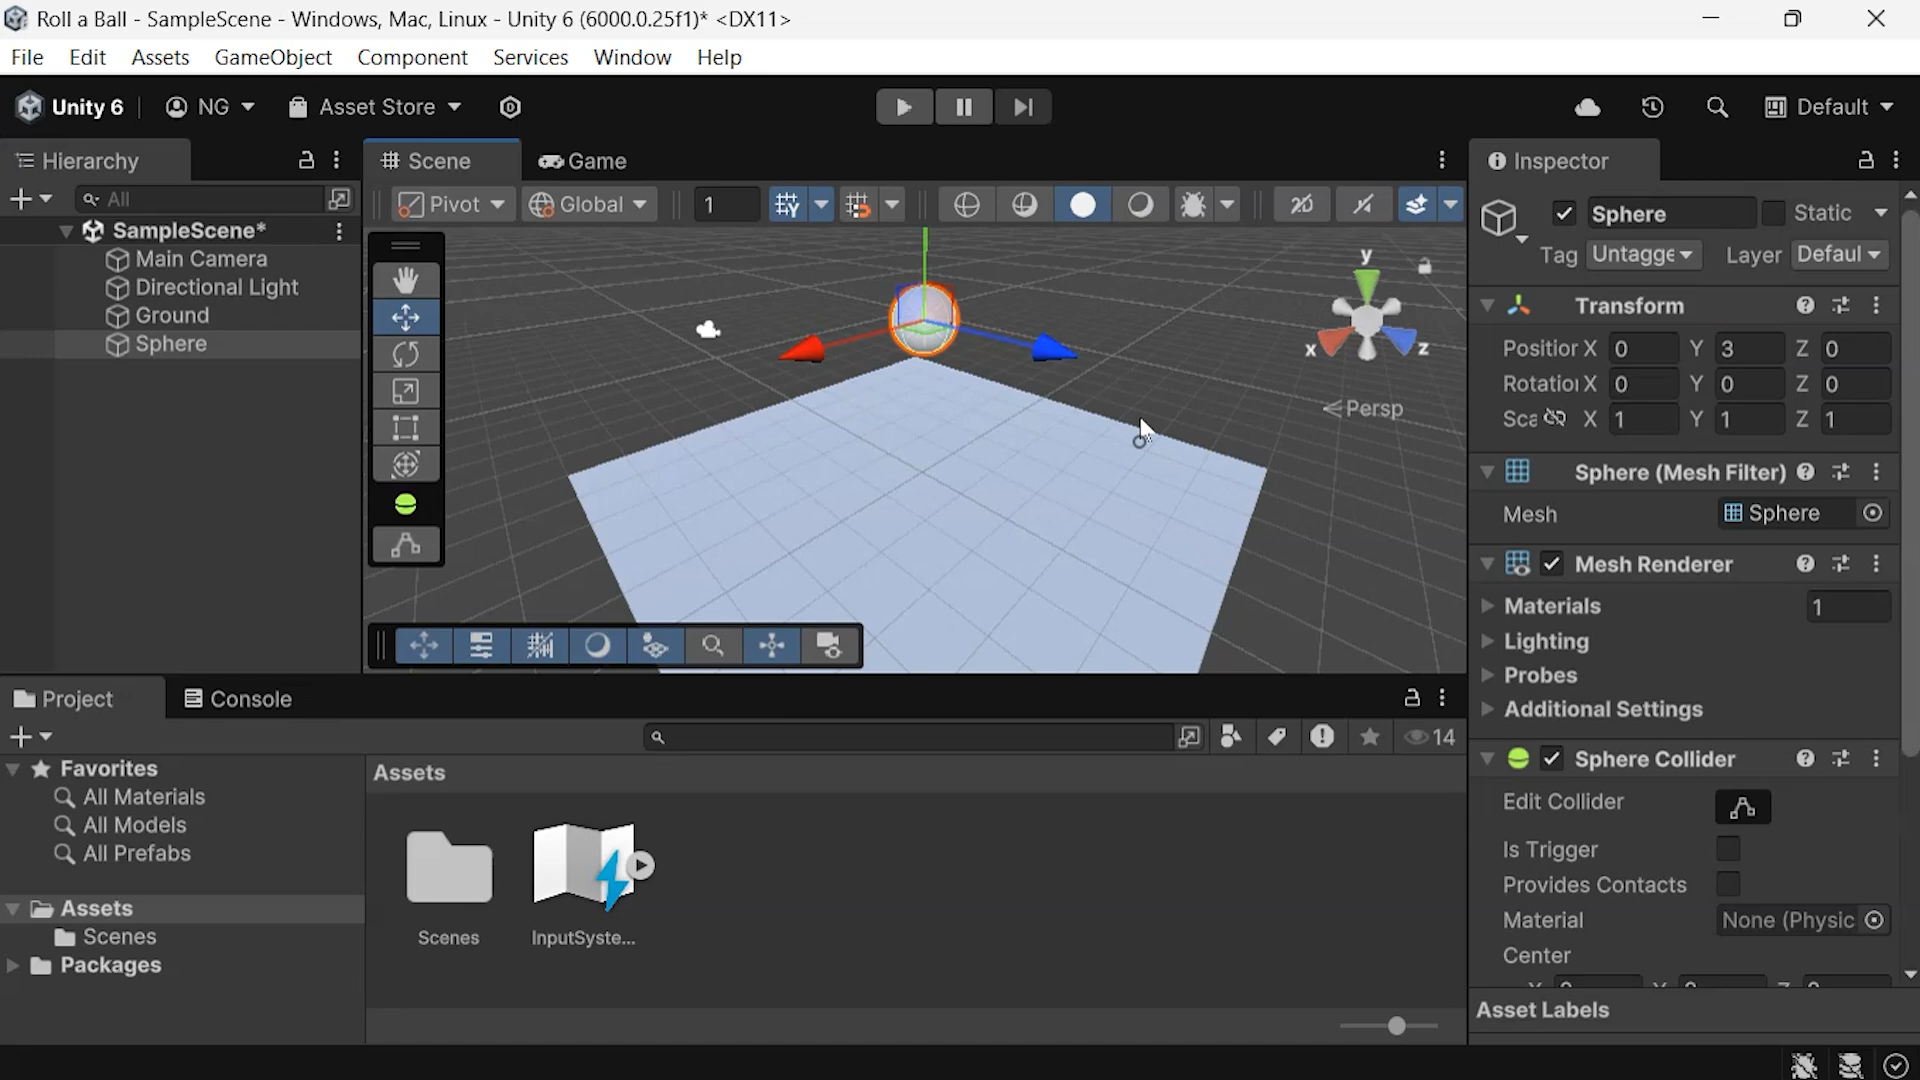 Roll a Ball - SampleScene - Windows, Mac, Linux - Unity 6 (6000.0.25f1)* <DX11>
File Edit Assets GameObject Component Services Window Help
Unity 6 NG Asset Store Default
Hierarchy
All
SampleScene*
Main Camera
Directional Light
Ground
Sphere
Scene Game
Pivot Global 1 2D
y
x z
Persp
Inspector
Sphere Static
Tag Untagge Layer Defaul
Transform
Position X 0 Y 3 Z 0
Rotatio X 0 Y 0 Z 0
Sca X 1 Y 1 Z 1
Sphere (Mesh Filter)
Mesh Sphere
Mesh Renderer
Materials 1
Lighting
Probes
Additional Settings
Sphere Collider
Edit Collider
Is Trigger
Provides Contacts
Material None (Physic
Center
Asset Labels
Project Console
14
Favorites
All Materials
All Models
All Prefabs
Assets
Scenes
Packages
Assets
Scenes InputSyste...